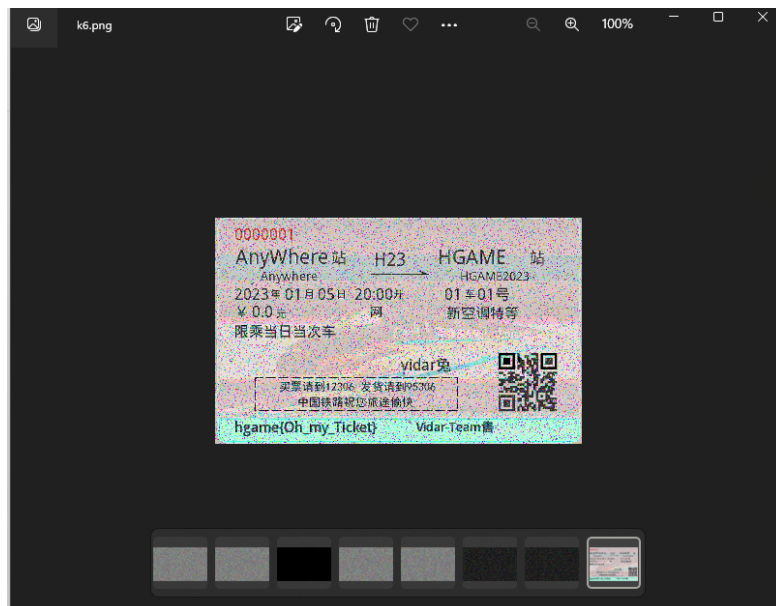 k6.png
100%
0000001
AnyWhere站 H23 HGAME 站
Anywhere HGAME2023
2023年 01月 05日 20:00开 01车01号
￥ 0.0元 网 新空调特等
限乘当日当次车
vidar兔
买票请到12306 发货请到95306
中国铁路祝您旅途愉快
hgame{Oh_my_Ticket} Vidar-Team售